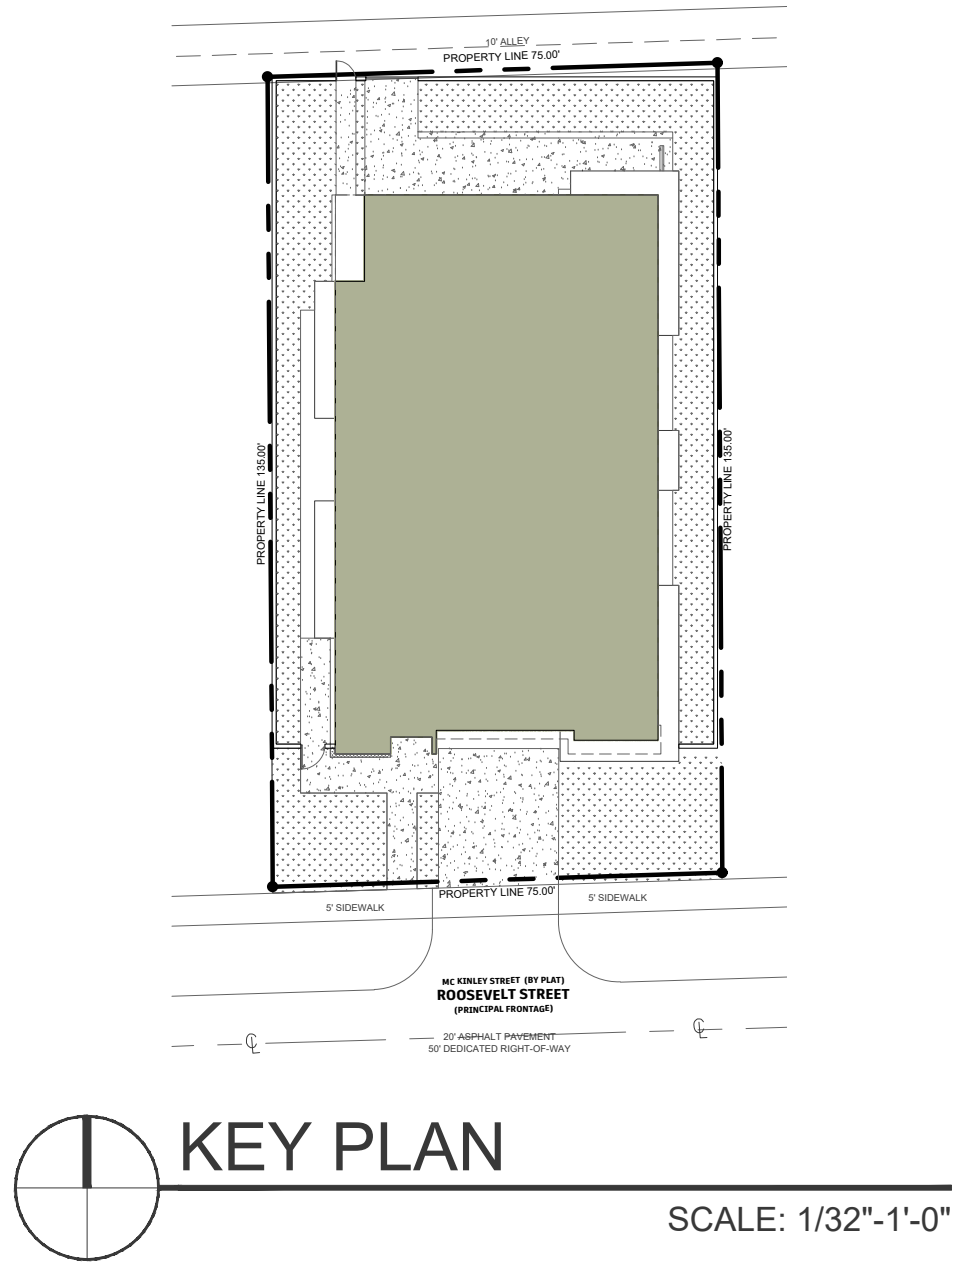 10' ALLEY
PROPERTY LINE 75.00'
PROPERTY LINE 135.00'
PROPERTY LINE 135.00'
PROPERTY LINE 75.00'
5' SIDEWALK
5' SIDEWALK
MC KINLEY STREET (BY PLAT)
ROOSEVELT STREET
(PRINCIPAL FRONTAGE)
20' ASPHALT PAVEMENT
50' DEDICATED RIGHT-OF-WAY
KEY PLAN
SCALE: 1/32"-1'-0"